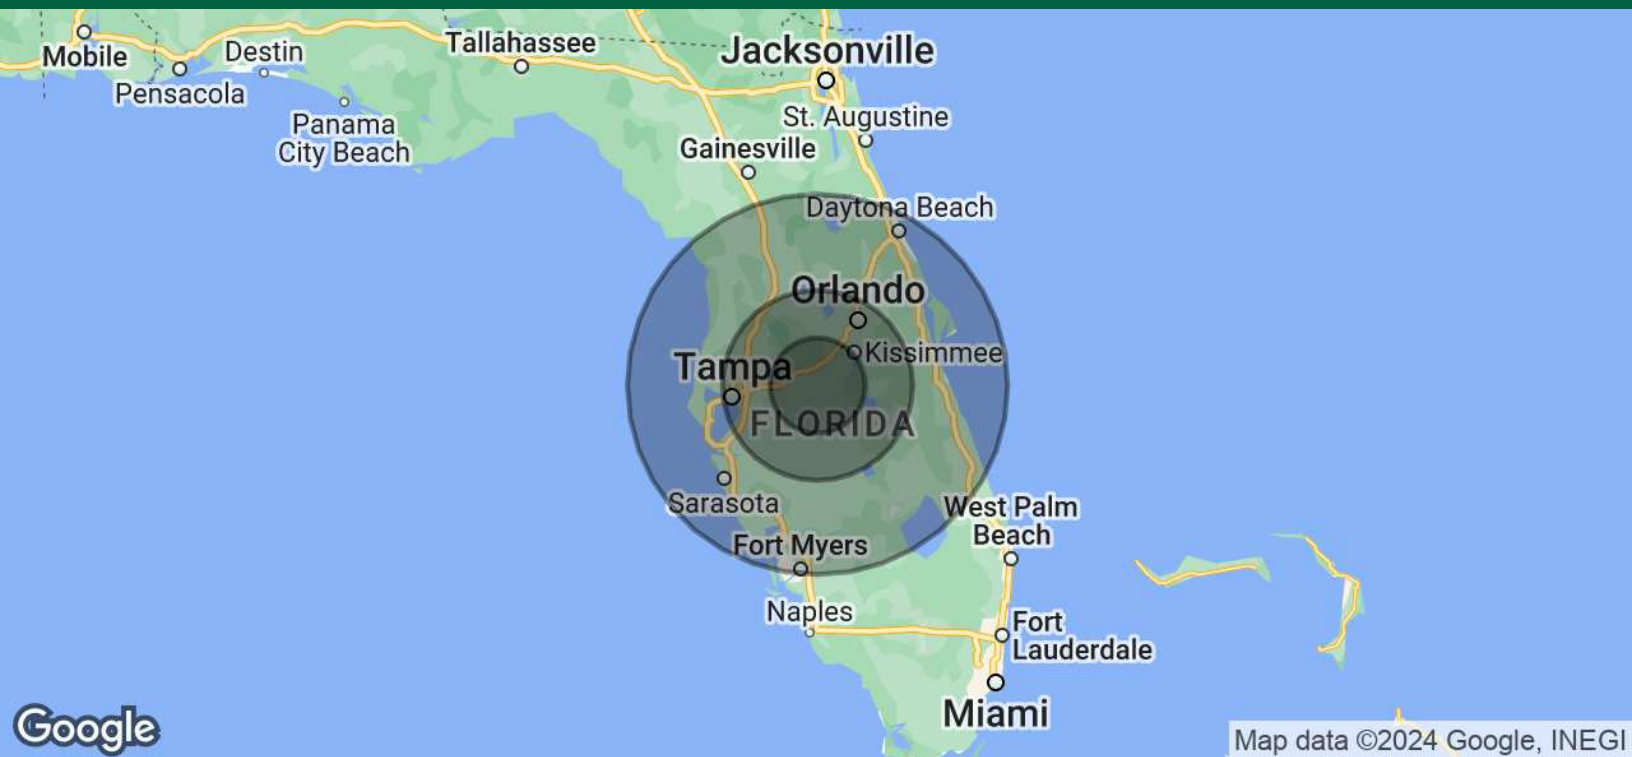 Mobile
Destin
Pensacola
Panama
City Beach
Tallahassee
Jacksonville
St. Augustine
Gainesville
Daytona Beach
Orlando
Kissimmee
Tampa
FLORIDA
Sarasota
West Palm
Beach
Fort Myers
Naples
Fort
Lauderdale
Miami
Google
Map data ©2024 Google, INEGI